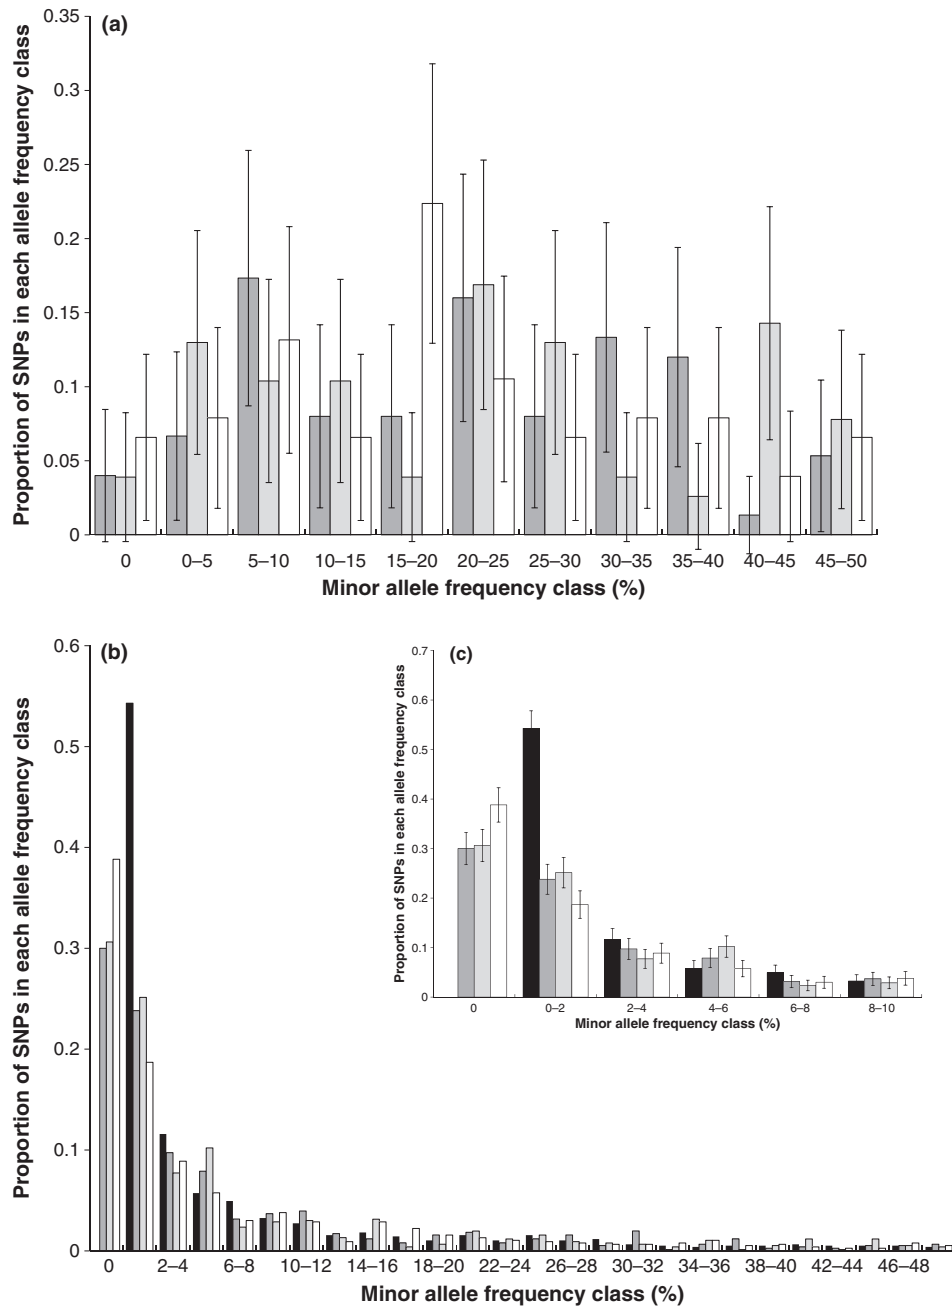 (a)
Proportion of SNPs in each allele frequency class
0.35
0.3
0.25
0.2
0.15
0.1
0.05
0
0 0–5 5–10 10–15 15–20 20–25 25–30 30–35 35–40 40–45 45–50
Minor allele frequency class (%)
(b)
Proportion of SNPs in each allele frequency class
0.6
0.5
0.4
0.3
0.2
0.1
0
0 2–4 6–8 10–12 14–16 18–20 22–24 26–28 30–32 34–36 38–40 42–44 46–48
Minor allele frequency class (%)
(c)
Proportion of SNPs in each allele frequency class
0.7
0.6
0.5
0.4
0.3
0.2
0.1
0
0 0–2 2–4 4–6 6–8 8–10
Minor allele frequency class (%)